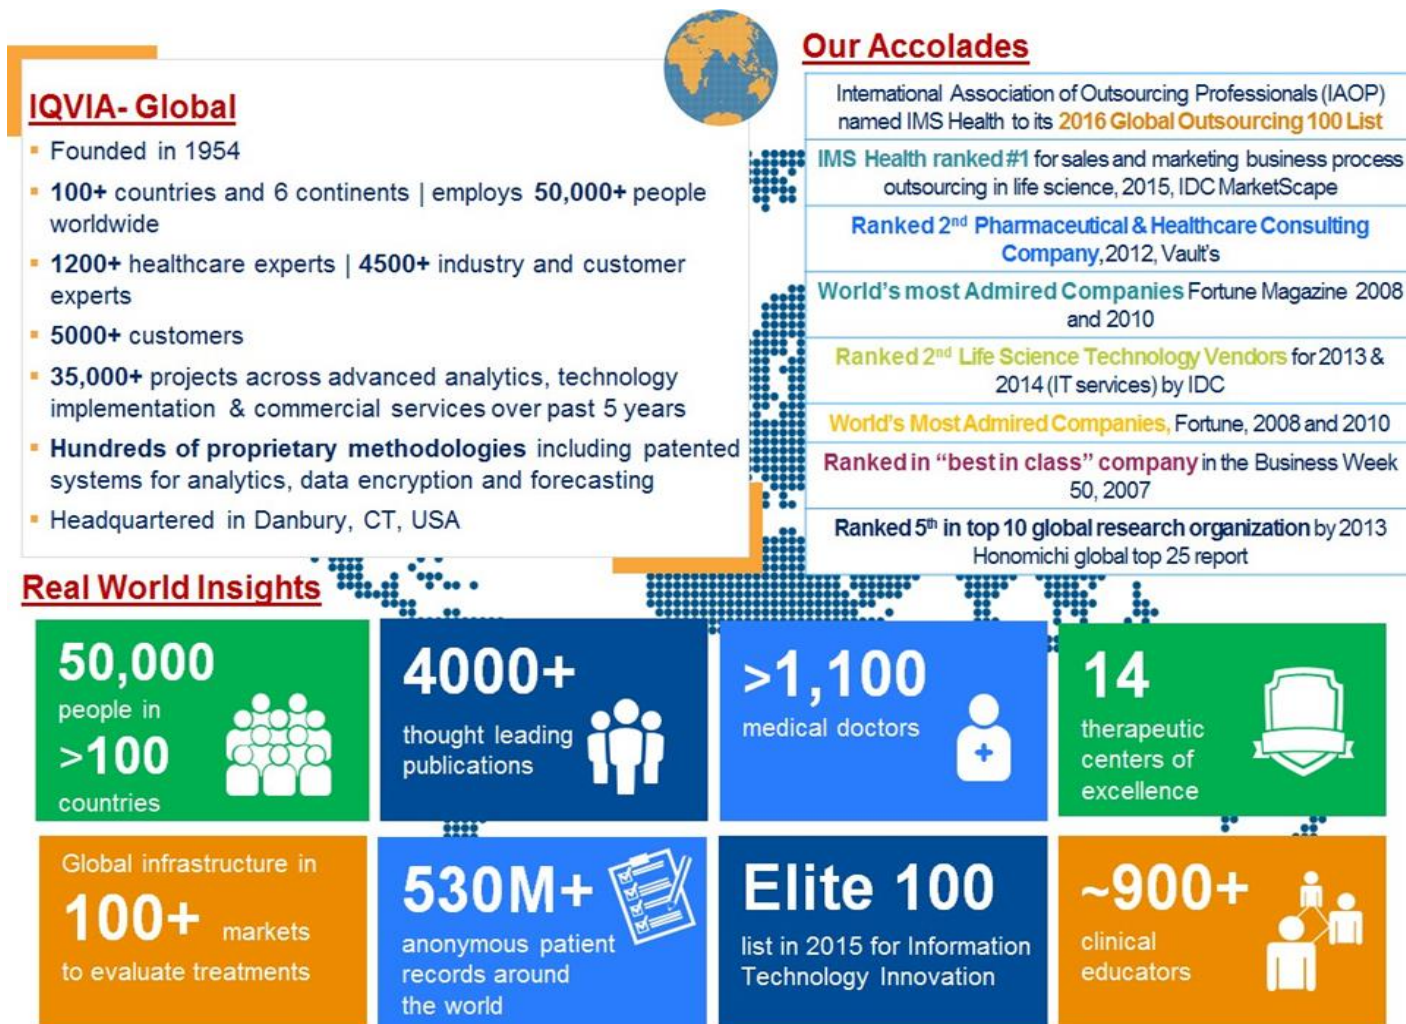 IQVIA- Global
▪ Founded in 1954
▪ 100+ countries and 6 continents | employs 50,000+ people
worldwide
▪ 1200+ healthcare experts | 4500+ industry and customer
experts
▪ 5000+ customers
▪ 35,000+ projects across advanced analytics, technology
implementation & commercial services over past 5 years
▪ Hundreds of proprietary methodologies including patented
systems for analytics, data encryption and forecasting
▪ Headquartered in Danbury, CT, USA
Our Accolades
International Association of Outsourcing Professionals (IAOP)
named IMS Health to its 2016 Global Outsourcing 100 List
IMS Health ranked #1 for sales and marketing business process
outsourcing in life science, 2015, IDC MarketScape
Ranked 2nd Pharmaceutical & Healthcare Consulting
Company, 2012, Vault's
World's most Admired Companies Fortune Magazine 2008
and 2010
Ranked 2nd Life Science Technology Vendors for 2013 &
2014 (IT services) by IDC
World's Most Admired Companies, Fortune, 2008 and 2010
Ranked in “best in class” company in the Business Week
50, 2007
Ranked 5th in top 10 global research organization by 2013
Honomichi global top 25 report
Real World Insights
50,000
people in
>100
countries
4000+
thought leading
publications
>1,100
medical doctors
14
therapeutic
centers of
excellence
Global infrastructure in
100+ markets
to evaluate treatments
530M+
anonymous patient
records around
the world
Elite 100
list in 2015 for Information
Technology Innovation
~900+
clinical
educators